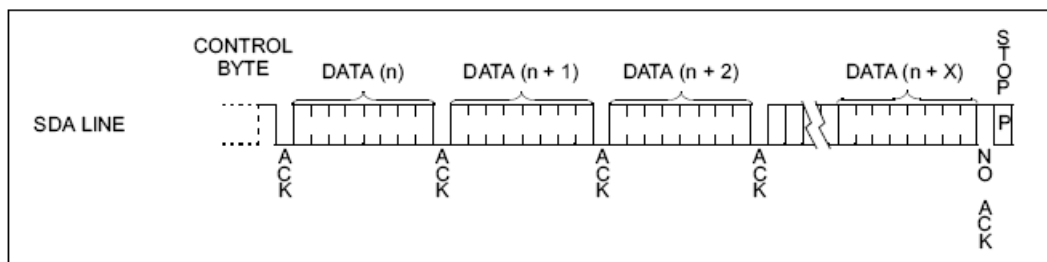 CONTROL
BYTE
DATA (n)
DATA (n + 1)
DATA (n + 2)
DATA (n + X)
STOP
SDA LINE
P
ACK
ACK
ACK
ACK
NO ACK